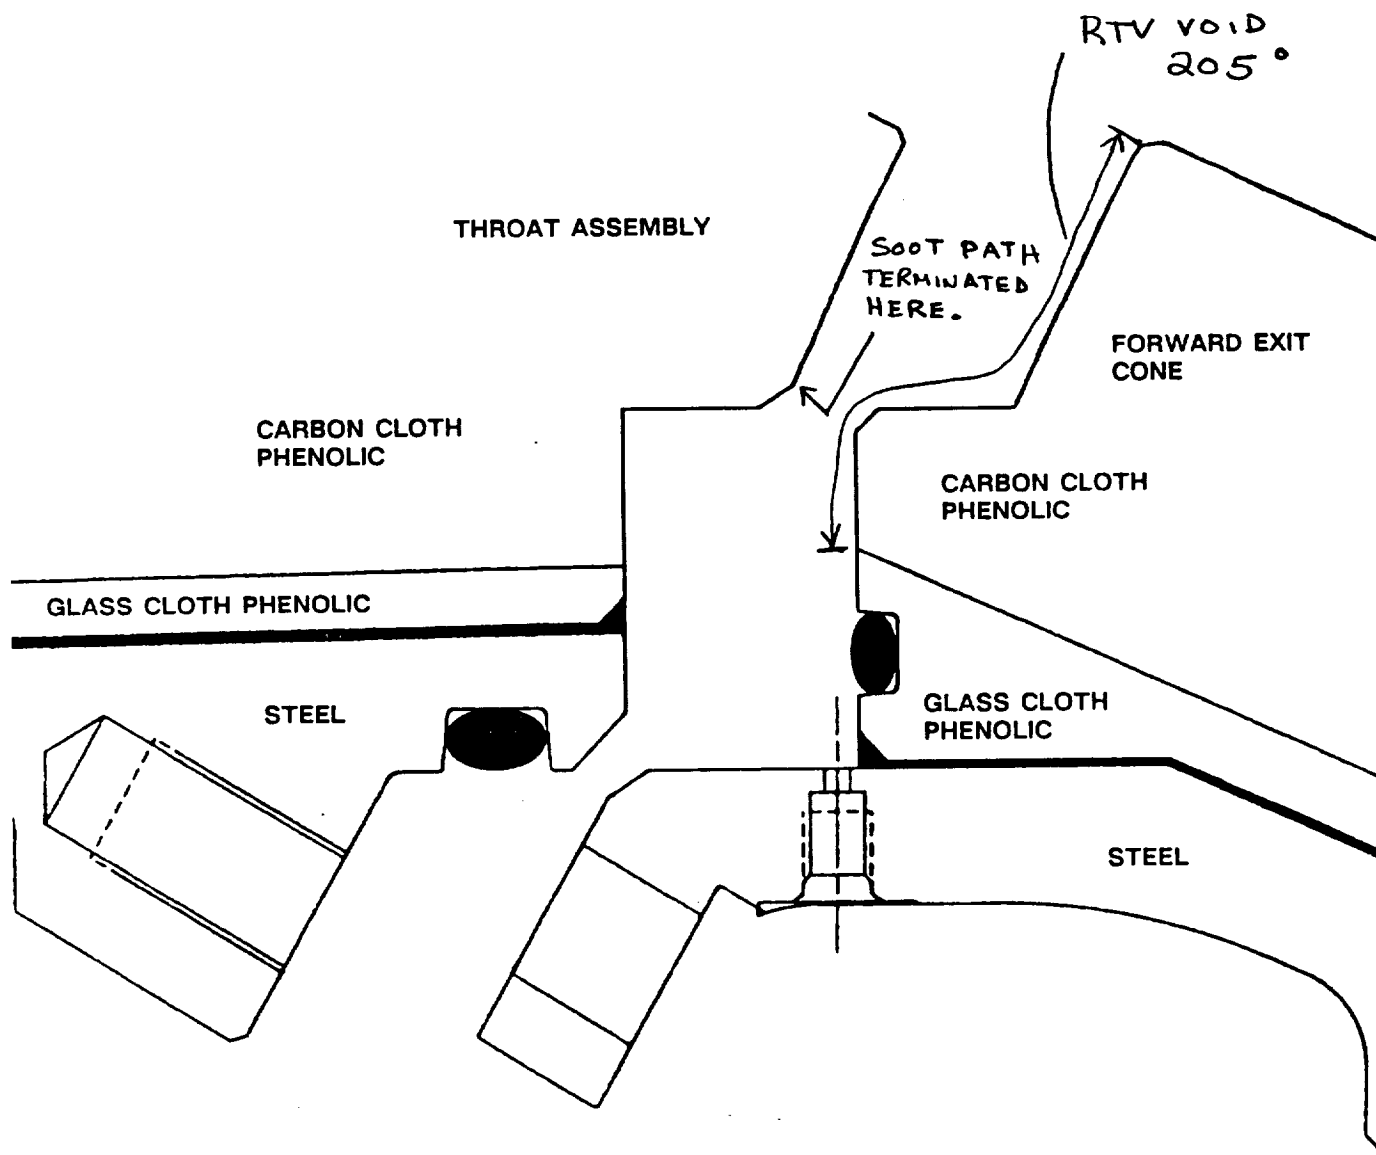 RTV VOID
205°
THROAT ASSEMBLY
SOOT PATH
TERMINATED
HERE.
FORWARD EXIT
CONE
CARBON CLOTH
PHENOLIC
CARBON CLOTH
PHENOLIC
GLASS CLOTH PHENOLIC
STEEL
GLASS CLOTH
PHENOLIC
STEEL